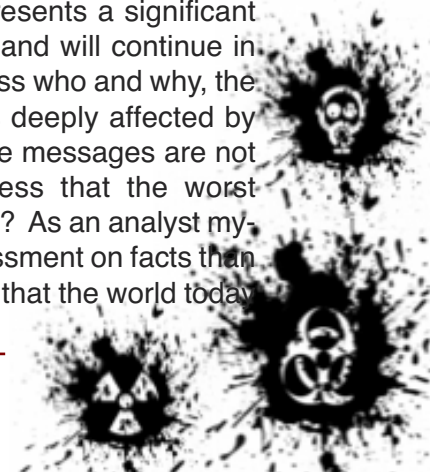 esents a significant
and will continue in
ss who and why, the
deeply affected by
e messages are not
ess that the worst
? As an analyst my-
ssment on facts than
that the world today